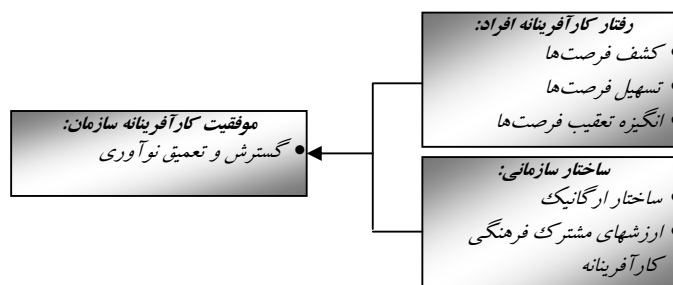 رفتار کارآفرینانه افراد:
• کشف فرصت‌ها
• تسهیل فرصت‌ها
• انگیزه تعقیب فرصت‌ها
موفقیت کارآفرینانه سازمان:
• گسترش و تعمیق نوآوری
ساختار سازمانی:
• ساختار ارگانیک
• ارزشهای مشترک فرهنگی
کارآفرینانه